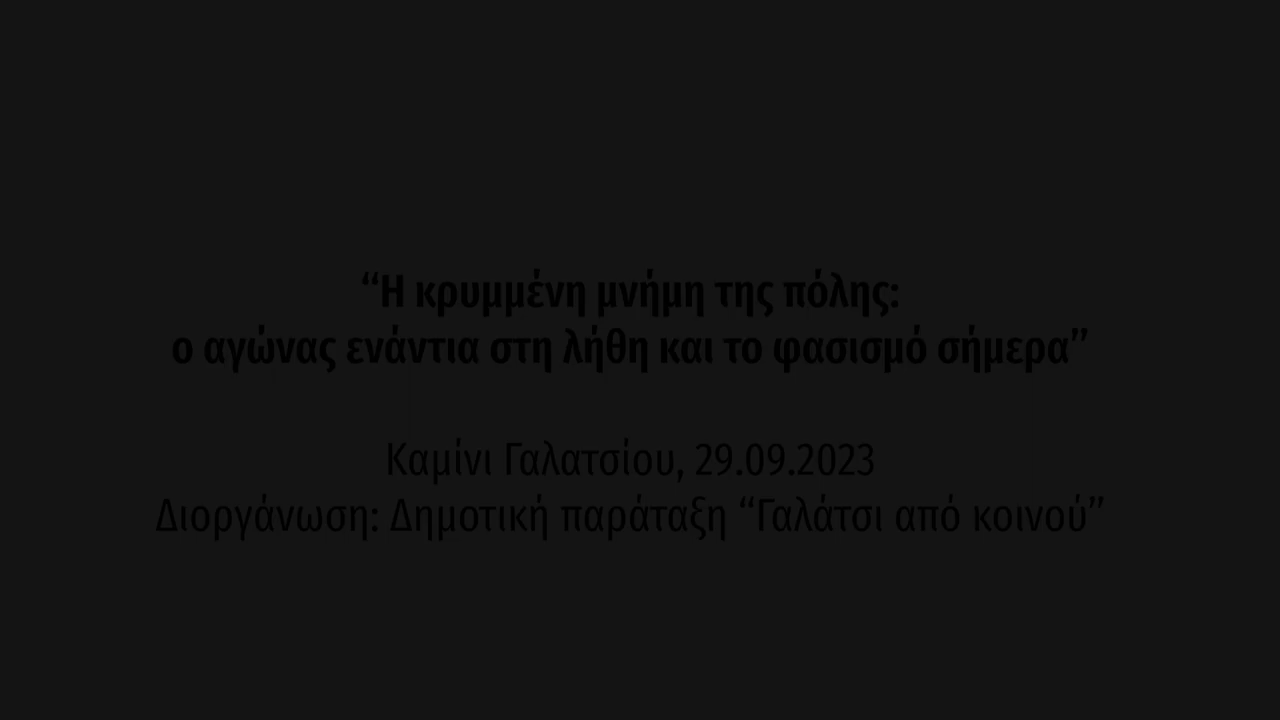 “Η κρυμμένη μνήμη της πόλης:
ο αγώνας ενάντια στη λήθη και το φασισμό σήμερα”
Καμίνι Γαλατσίου, 29.09.2023
Διοργάνωση: Δημοτική παράταξη “Γαλάτσι από κοινού”